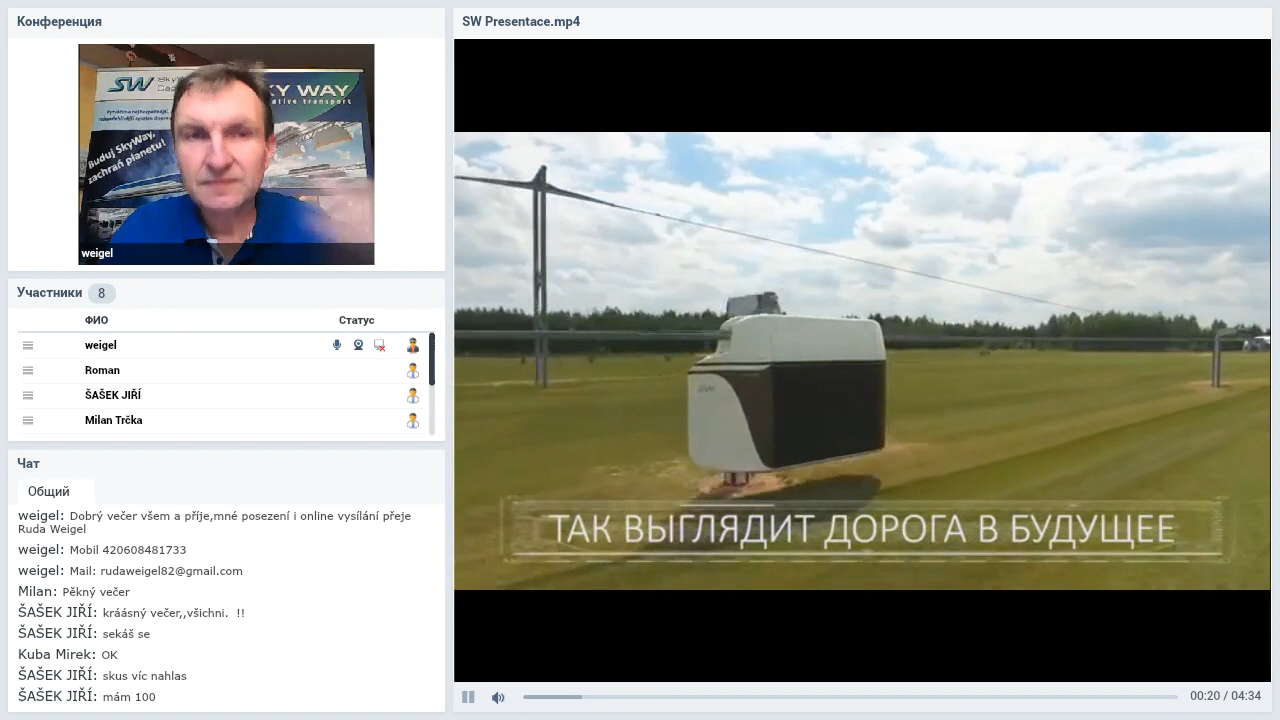 Конференция
SW
SKY WAY
Buduj SkyWay,
zachraň planetu!
weigel
Участники 8
ФИО Статус
weigel
Roman
ŠAŠEK JIŘÍ
Milan Trčka
Чат
Общий
weigel: Dobrý večer všem a příje,mné posezení i online vysílání přeje
Ruda Weigel
weigel: Mobil 420608481733
weigel: Mail: rudaweigel82@gmail.com
Milan: Pěkný večer
ŠAŠEK JIŘÍ: kráásný večer,,všichni. !!
ŠAŠEK JIŘÍ: sekáš se
Kuba Mirek: OK
ŠAŠEK JIŘÍ: skus víc nahlas
ŠAŠEK JIŘÍ: mám 100
SW Presentace.mp4
ТАК ВЫГЛЯДИТ ДОРОГА В БУДУЩЕЕ
00:20 / 04:34